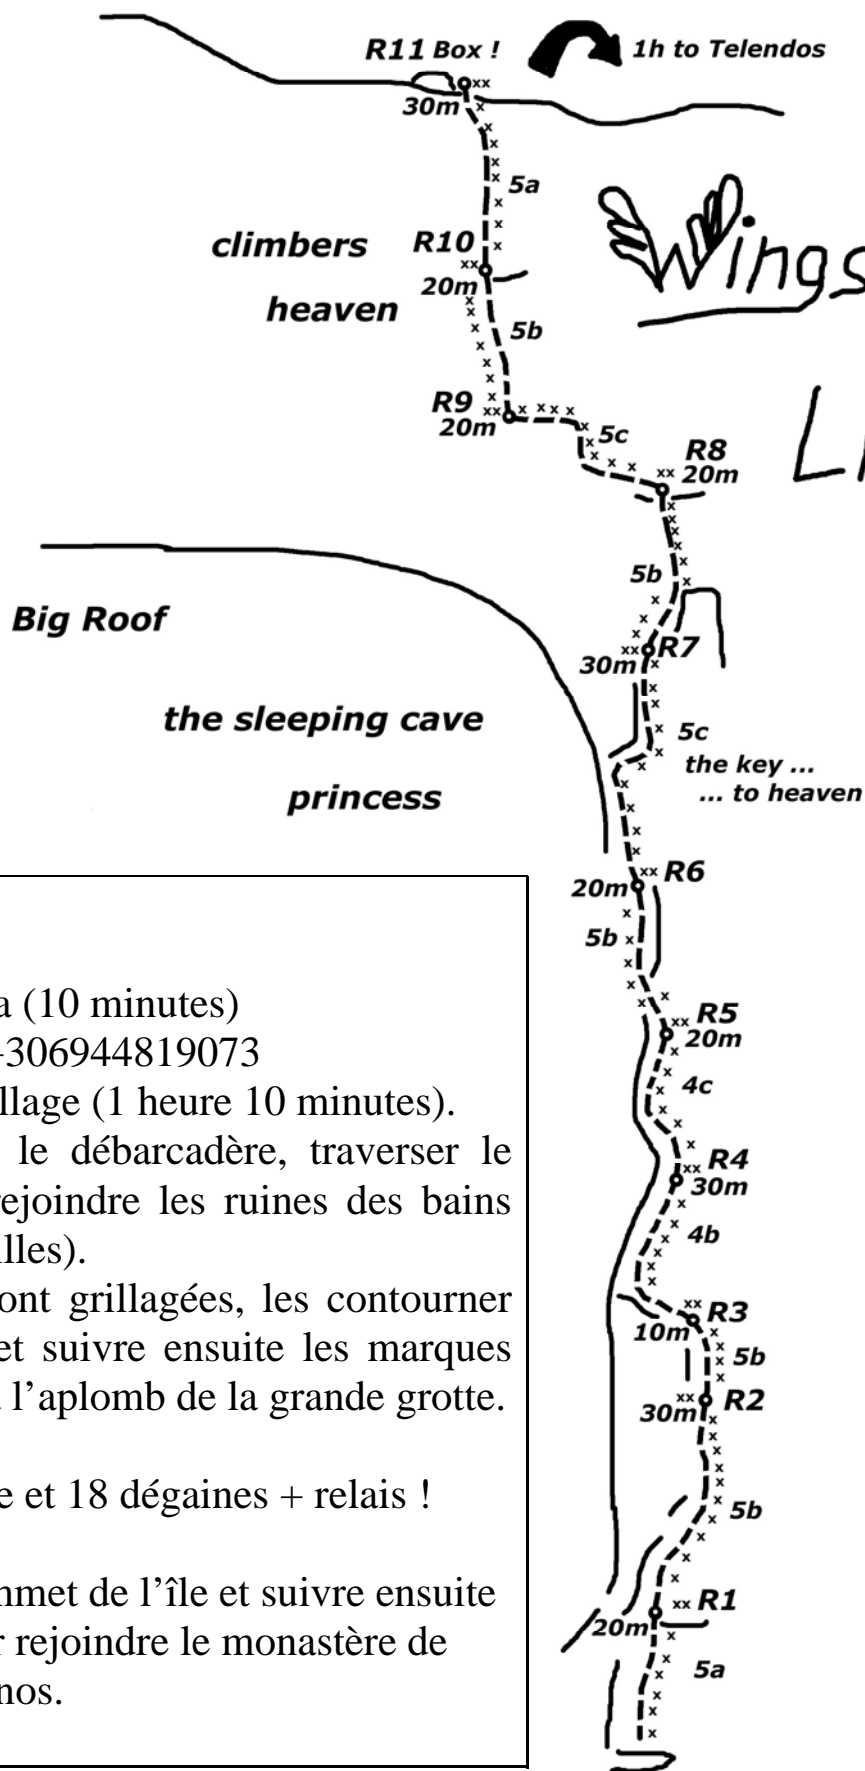 R11 Box !
1h to Telendos
30m
5a
Wings
climbers
heaven
R10
20m
5b
R9
20m
5c
R8
20m
5b
Big Roof
R7
30m
the sleeping cave
princess
5c
the key ...
... to heaven
R6
20m
5b
R5
20m
4c
R4
30m
4b
R3
10m
5b
R2
30m
5b
R1
20m
5a
a (10 minutes)
+306944819073
illage (1 heure 10 minutes).
le débarcadère, traverser le
rejoindre les ruines des bains
illes).
ont grillagées, les contourner
et suivre ensuite les marques
l’aplomb de la grande grotte.
e et 18 dégaines + relais !
mmet de l’île et suivre ensuite
r rejoindre le monastère de
nos.